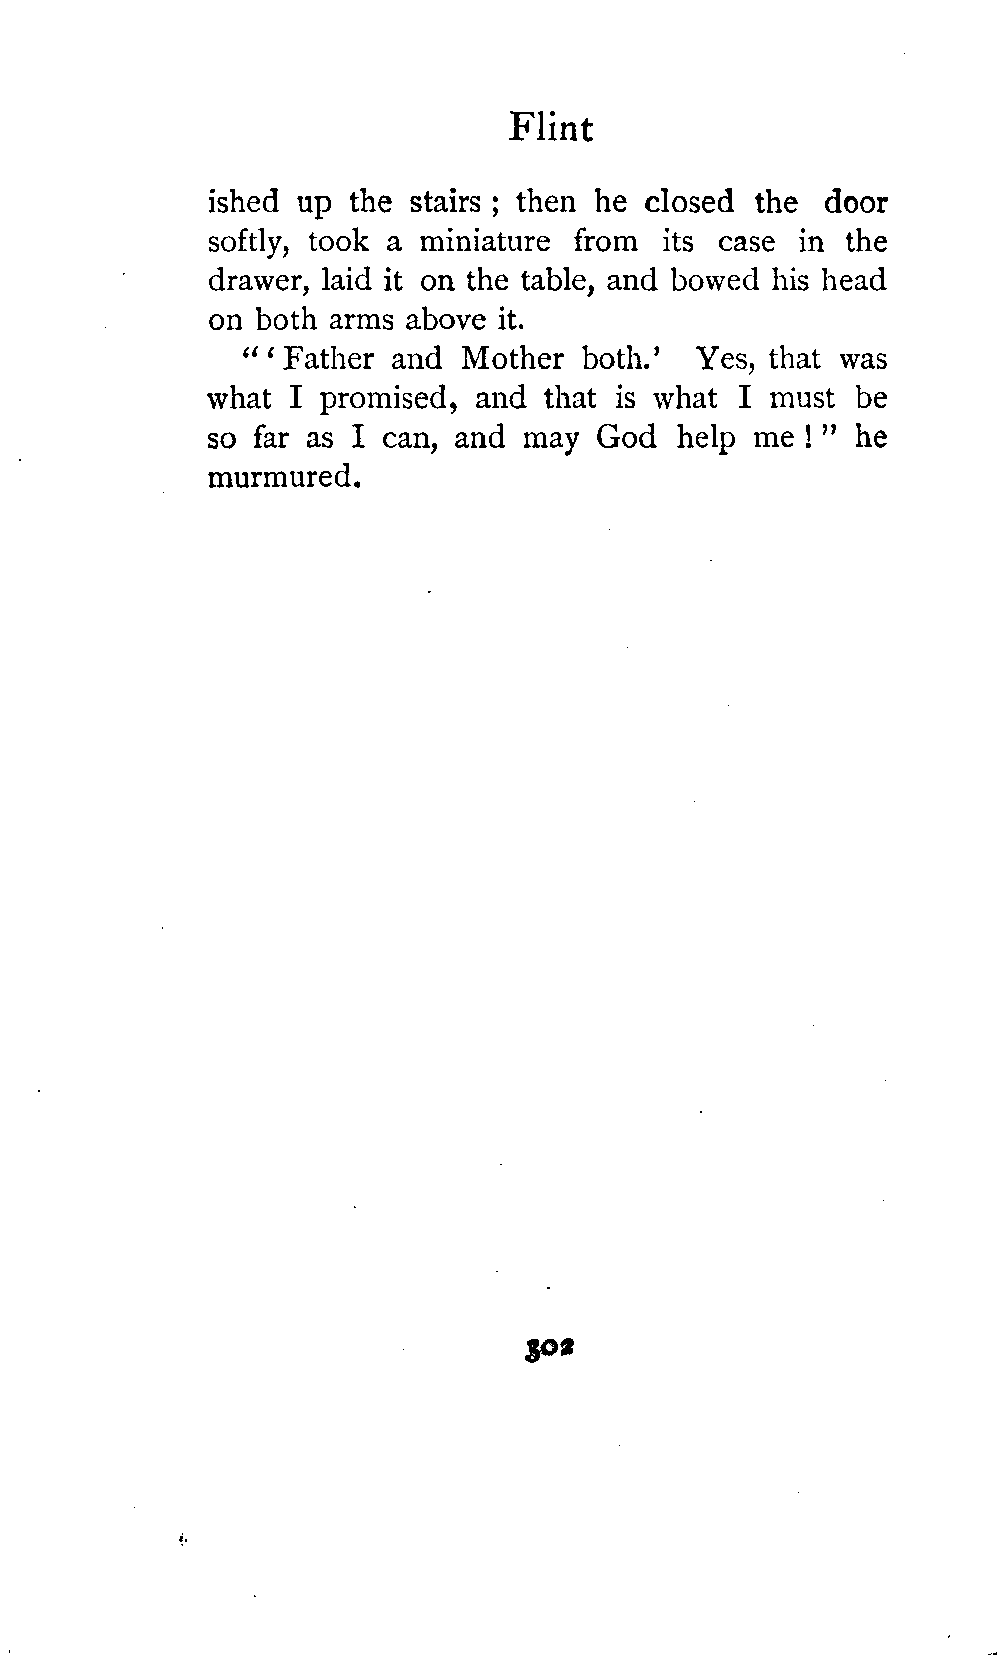 Flint
ished up the stairs ; then he closed the door
softly, took a miniature from its case in the
drawer, laid it on the table, and bowed his head
on both arms above it.
“ ‘ Father and Mother both.’ Yes, that was
what I promised, and that is what I must be
so far as I can, and may God help me ! ” he
murmured.
302